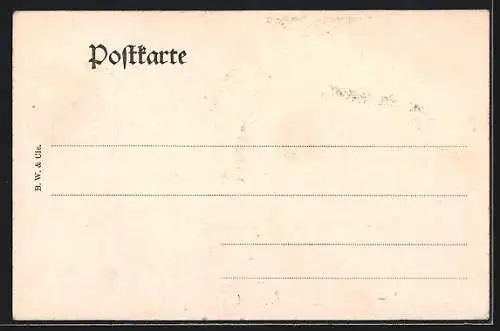 Postkarte
B. W. & Cie.